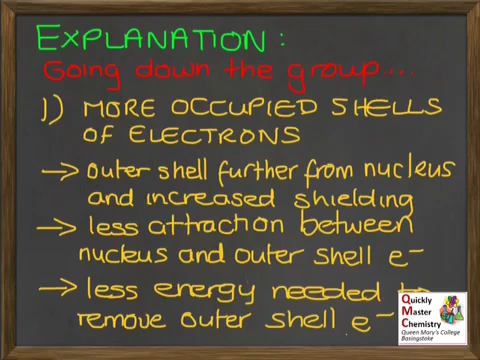 EXPLANATION:
Going down the group....
1) MORE OCCUPIED SHELLS
OF ELECTRONS
→ outer shell further from nucleus
and increased shielding
→ less attraction between
nucleus and outer shell e⁻
→ less energy needed to
remove outer shell e⁻
Quickly
Master
Chemistry
Queen Mary's College
Basingstoke